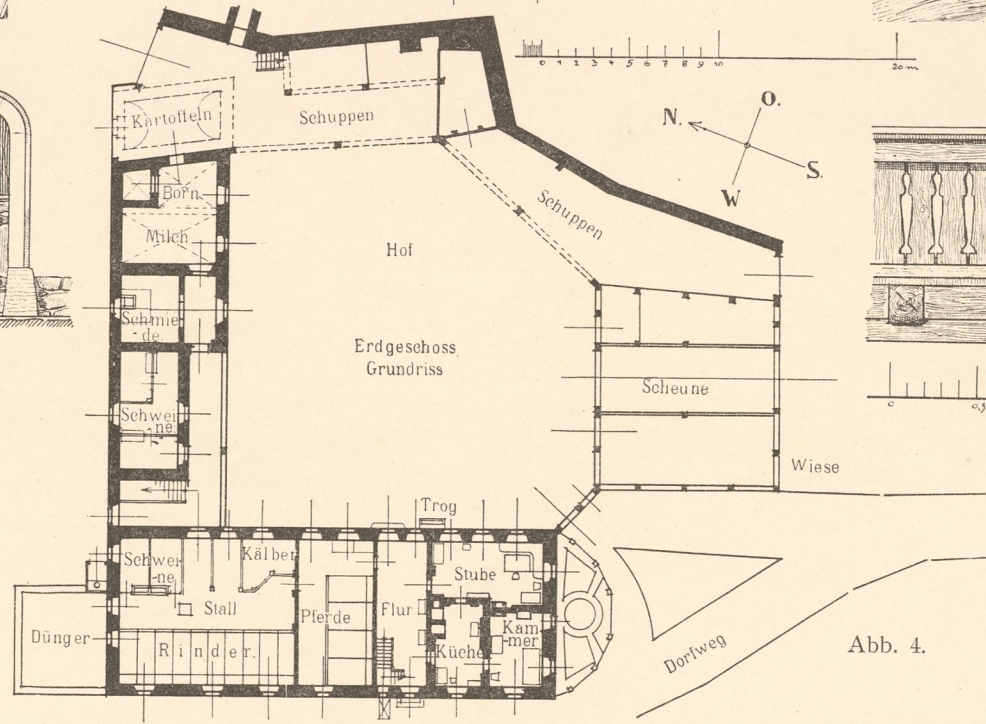 0 1 2 3 4 5 6 7 8 9 10 20 m
Kartoffeln
Schuppen
N.
O.
S.
W
Born
Schuppen
Milch
Hof
Schmie-
de
Erdgeschoss
Grundriss
Scheune
0
Schwei-
ne
Wiese
Trog
Schwei-
-ne
Kälber
Stube
Stall
Pferde
Flur
Dünger
Rinder.
Küche
Kam-
-mer
Dorfweg
Abb. 4.